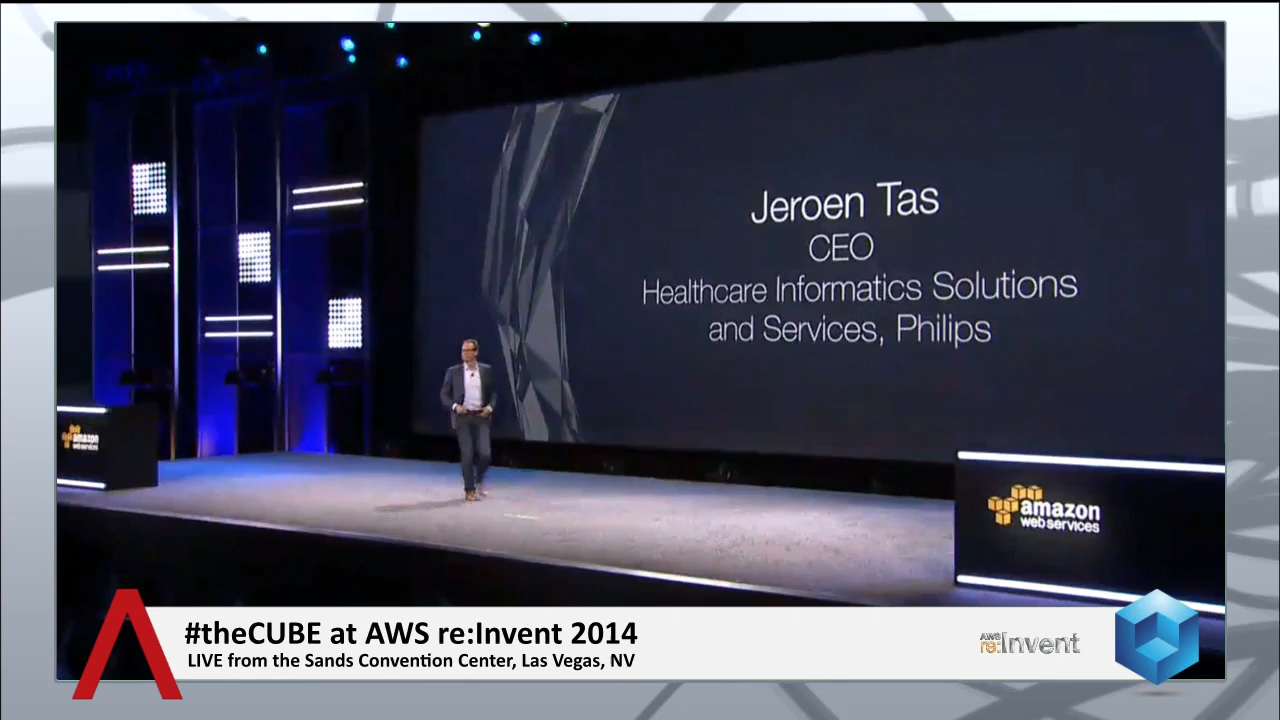 Jeroen Tas
CEO
Healthcare Informatics Solutions
and Services, Philips
amazon
web services
amazon
web services
#theCUBE at AWS re:Invent 2014
LIVE from the Sands Convention Center, Las Vegas, NV
AWS
re:Invent